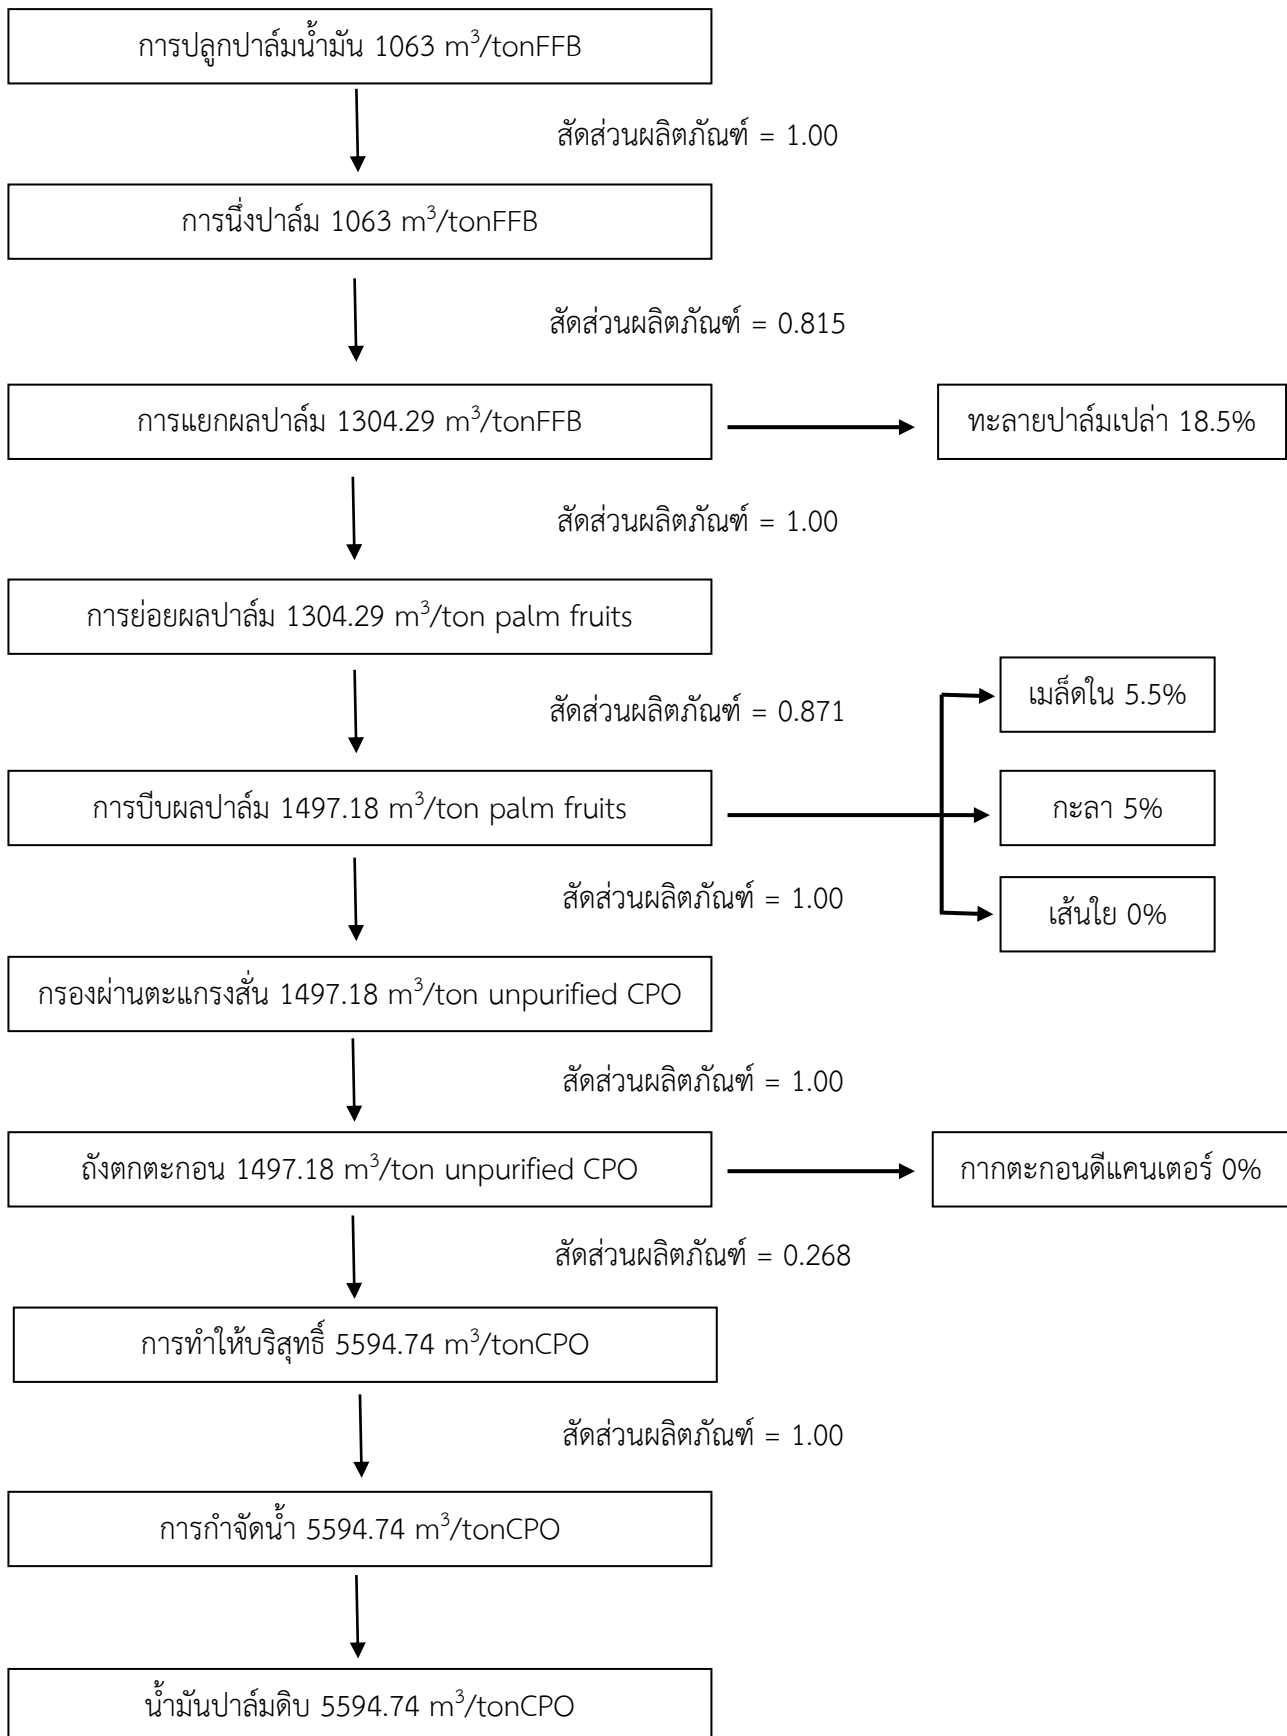 การปลูกปาล์มน้ำมัน 1063 m³/tonFFB
สัดส่วนผลิตภัณฑ์ = 1.00
การนึ่งปาล์ม 1063 m³/tonFFB
สัดส่วนผลิตภัณฑ์ = 0.815
การแยกผลปาล์ม 1304.29 m³/tonFFB
ทะลายปาล์มเปล่า 18.5%
สัดส่วนผลิตภัณฑ์ = 1.00
การย่อยผลปาล์ม 1304.29 m³/ton palm fruits
สัดส่วนผลิตภัณฑ์ = 0.871
เมล็ดใน 5.5%
การบีบผลปาล์ม 1497.18 m³/ton palm fruits
กะลา 5%
สัดส่วนผลิตภัณฑ์ = 1.00
เส้นใย 0%
กรองผ่านตะแกรงสั่น 1497.18 m³/ton unpurified CPO
สัดส่วนผลิตภัณฑ์ = 1.00
ถังตกตะกอน 1497.18 m³/ton unpurified CPO
กากตะกอนดีแคนเตอร์ 0%
สัดส่วนผลิตภัณฑ์ = 0.268
การทำให้บริสุทธิ์ 5594.74 m³/tonCPO
สัดส่วนผลิตภัณฑ์ = 1.00
การกำจัดน้ำ 5594.74 m³/tonCPO
น้ำมันปาล์มดิบ 5594.74 m³/tonCPO